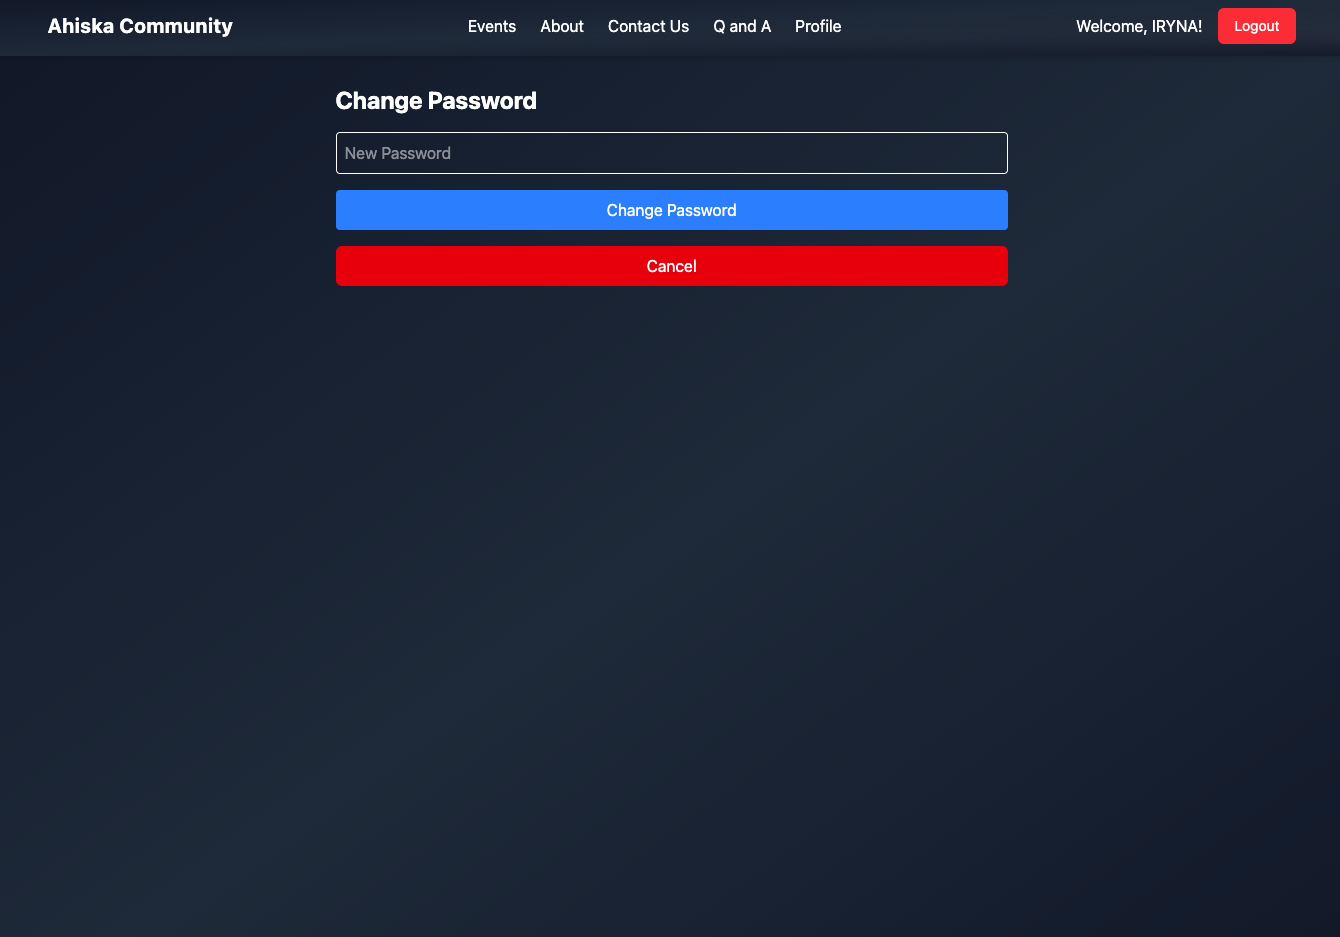 Ahiska Community
Events About Contact Us Q and A Profile
Welcome, IRYNA! Logout
Change Password
New Password
Change Password
Cancel